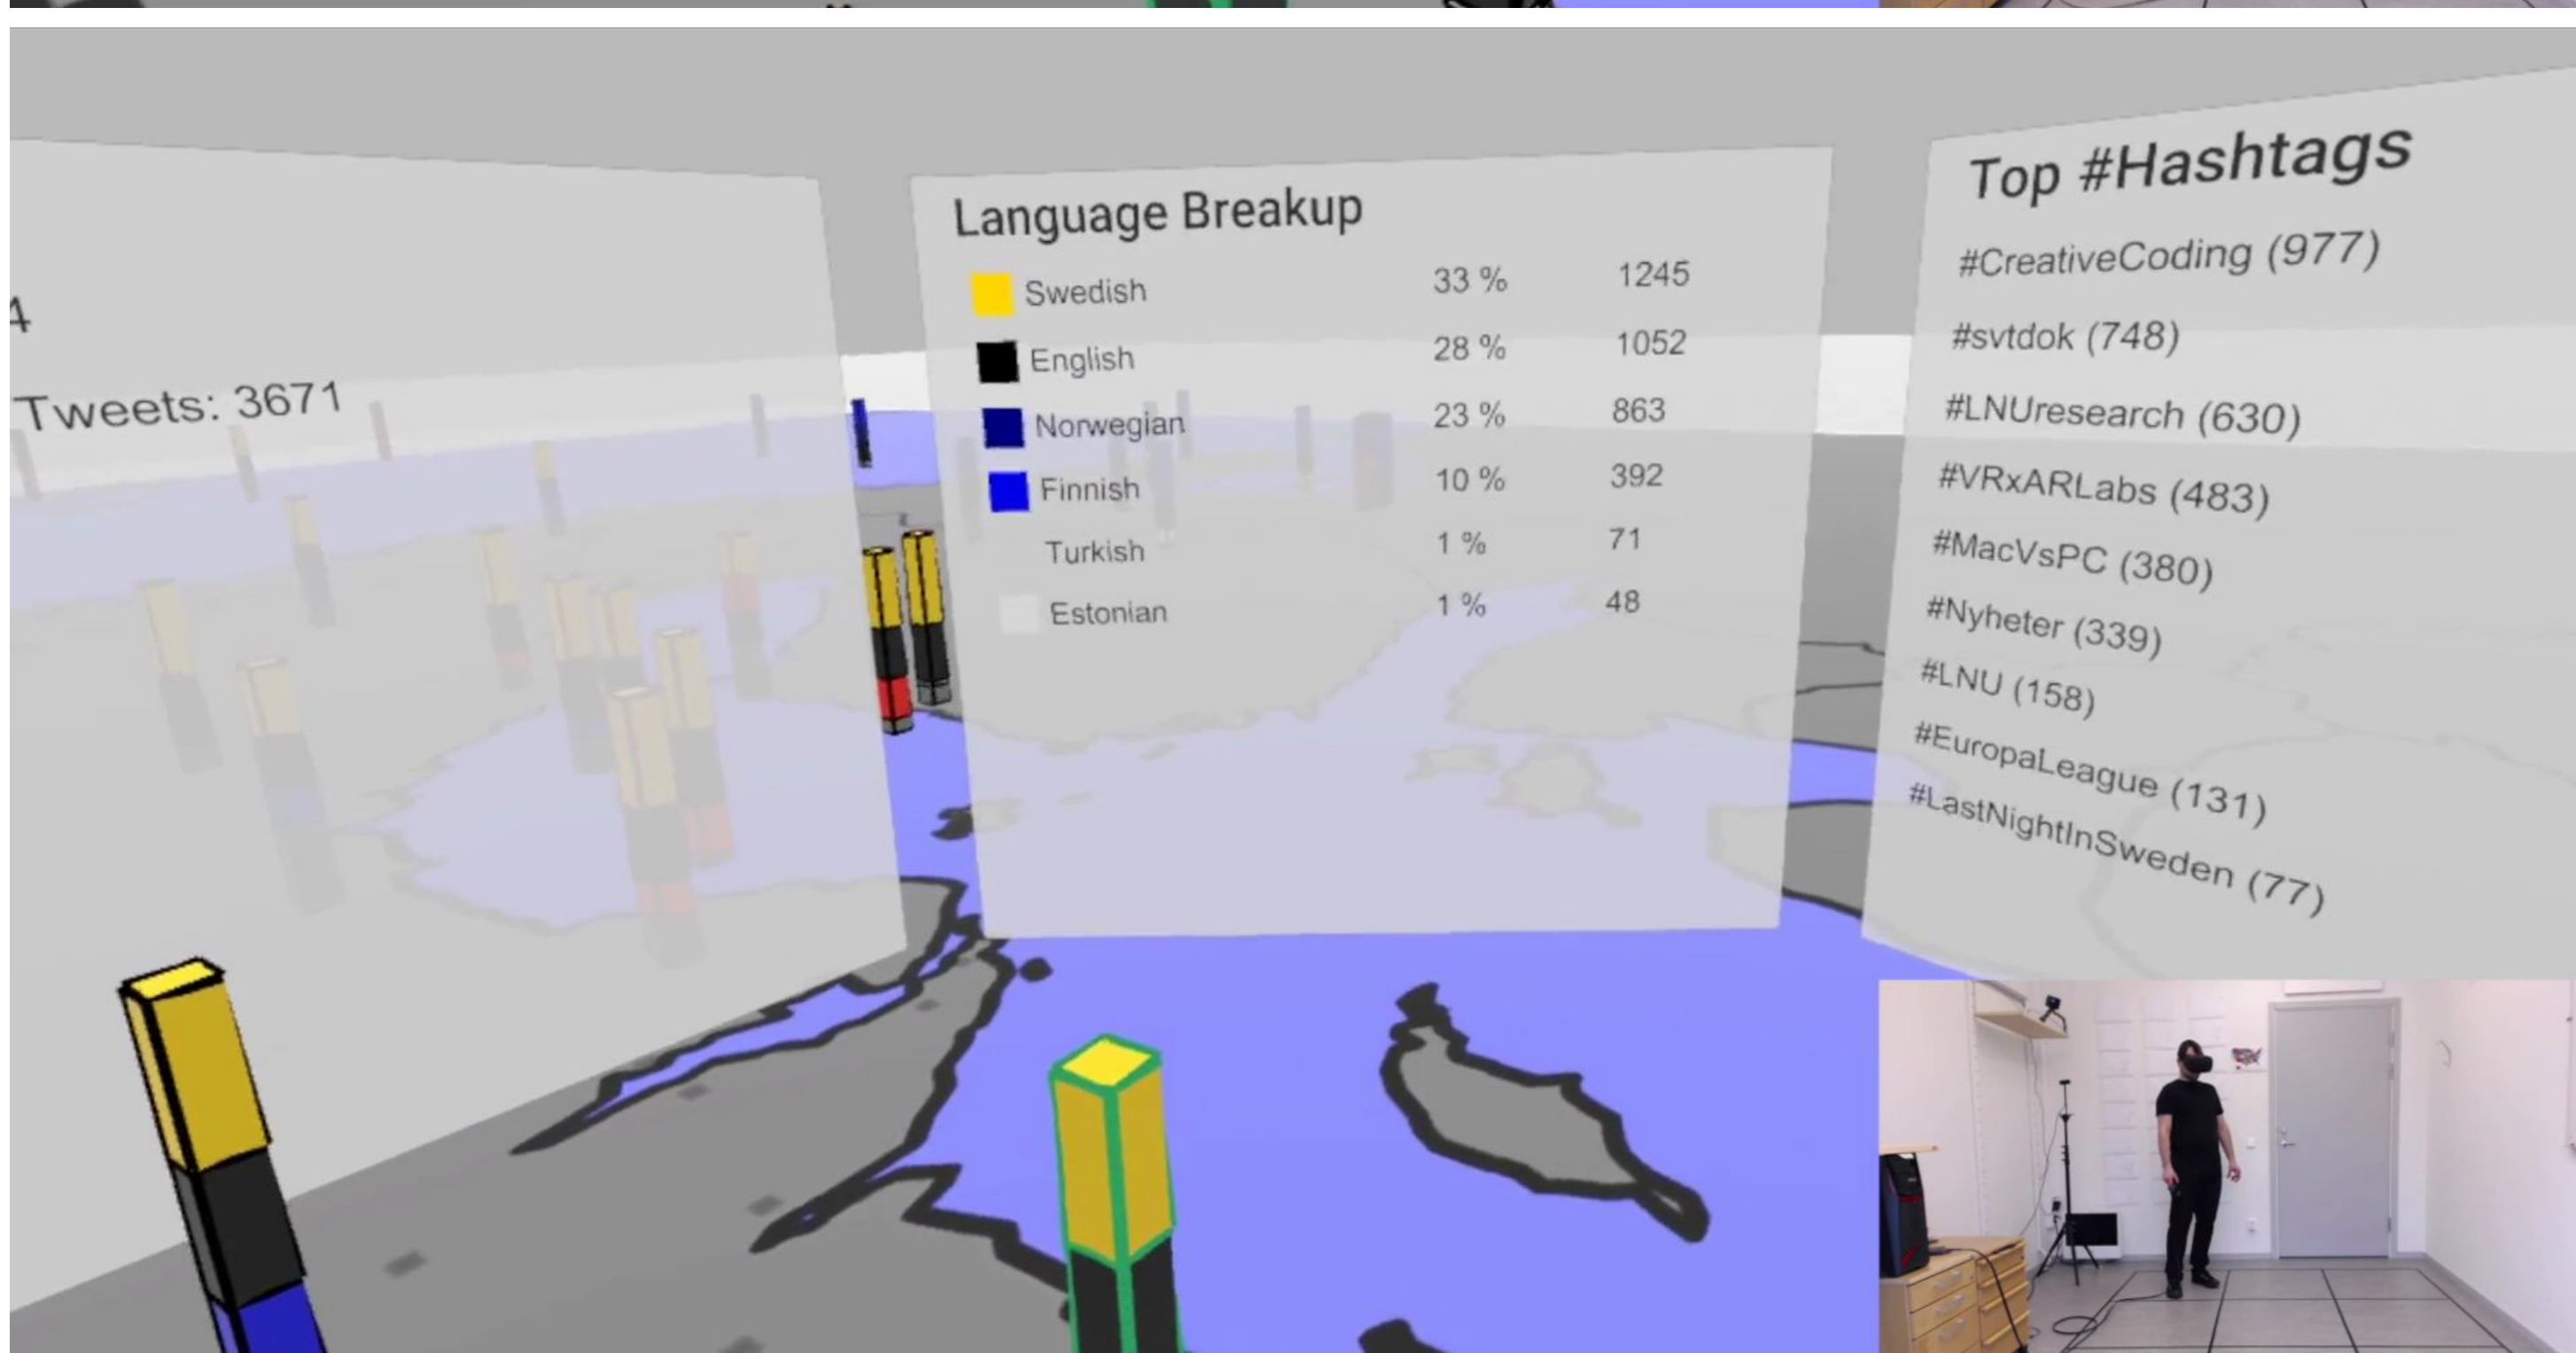 4
Tweets: 3671
Language Breakup
Swedish 33 % 1245
English 28 % 1052
Norwegian 23 % 863
Finnish 10 % 392
Turkish 1 % 71
Estonian 1 % 48
Top #Hashtags
#CreativeCoding (977)
#svtdok (748)
#LNUresearch (630)
#VRxARLabs (483)
#MacVsPC (380)
#Nyheter (339)
#LNU (158)
#EuropaLeague (131)
#LastNightInSweden (77)